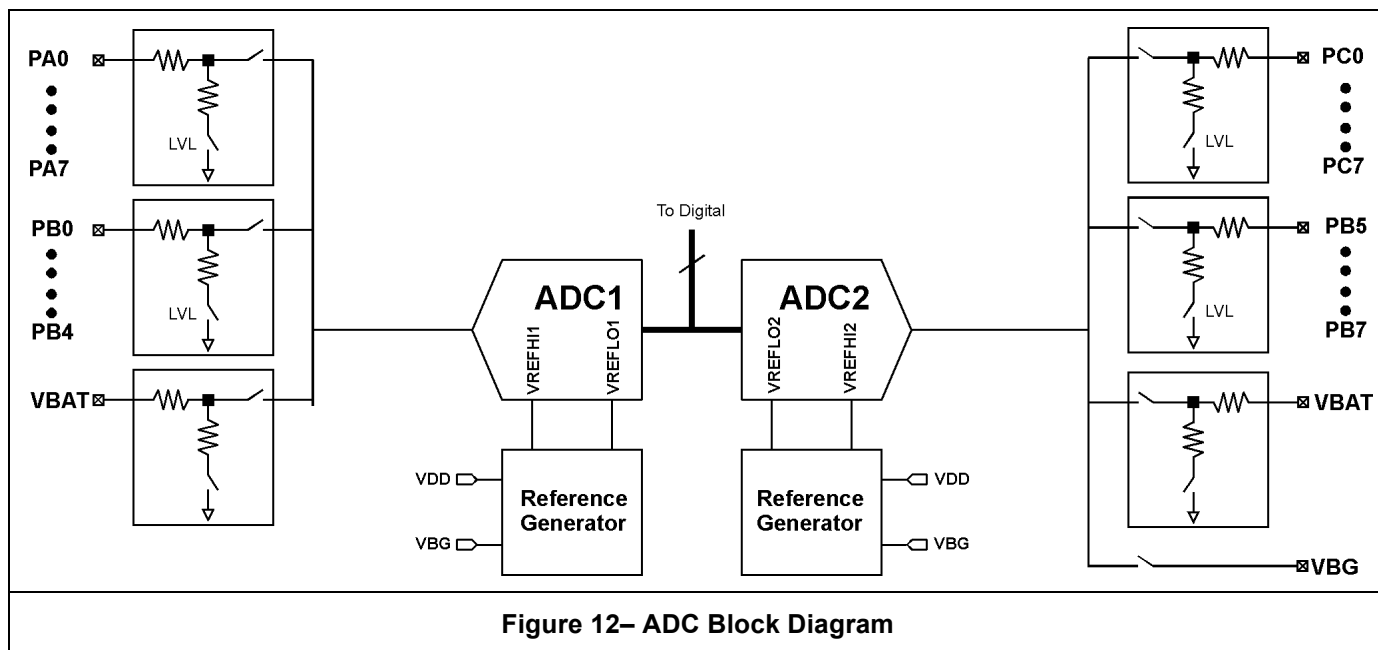 PA0
LVL
PA7
PB0
LVL
PB4
VBAT
To Digital
ADC1
VREFHI1
VREFLO1
ADC2
VREFLO2
VREFHI2
VDD
VBG
Reference
Generator
Reference
Generator
VDD
VBG
PC0
LVL
PC7
PB5
LVL
PB7
VBAT
VBG
Figure 12– ADC Block Diagram